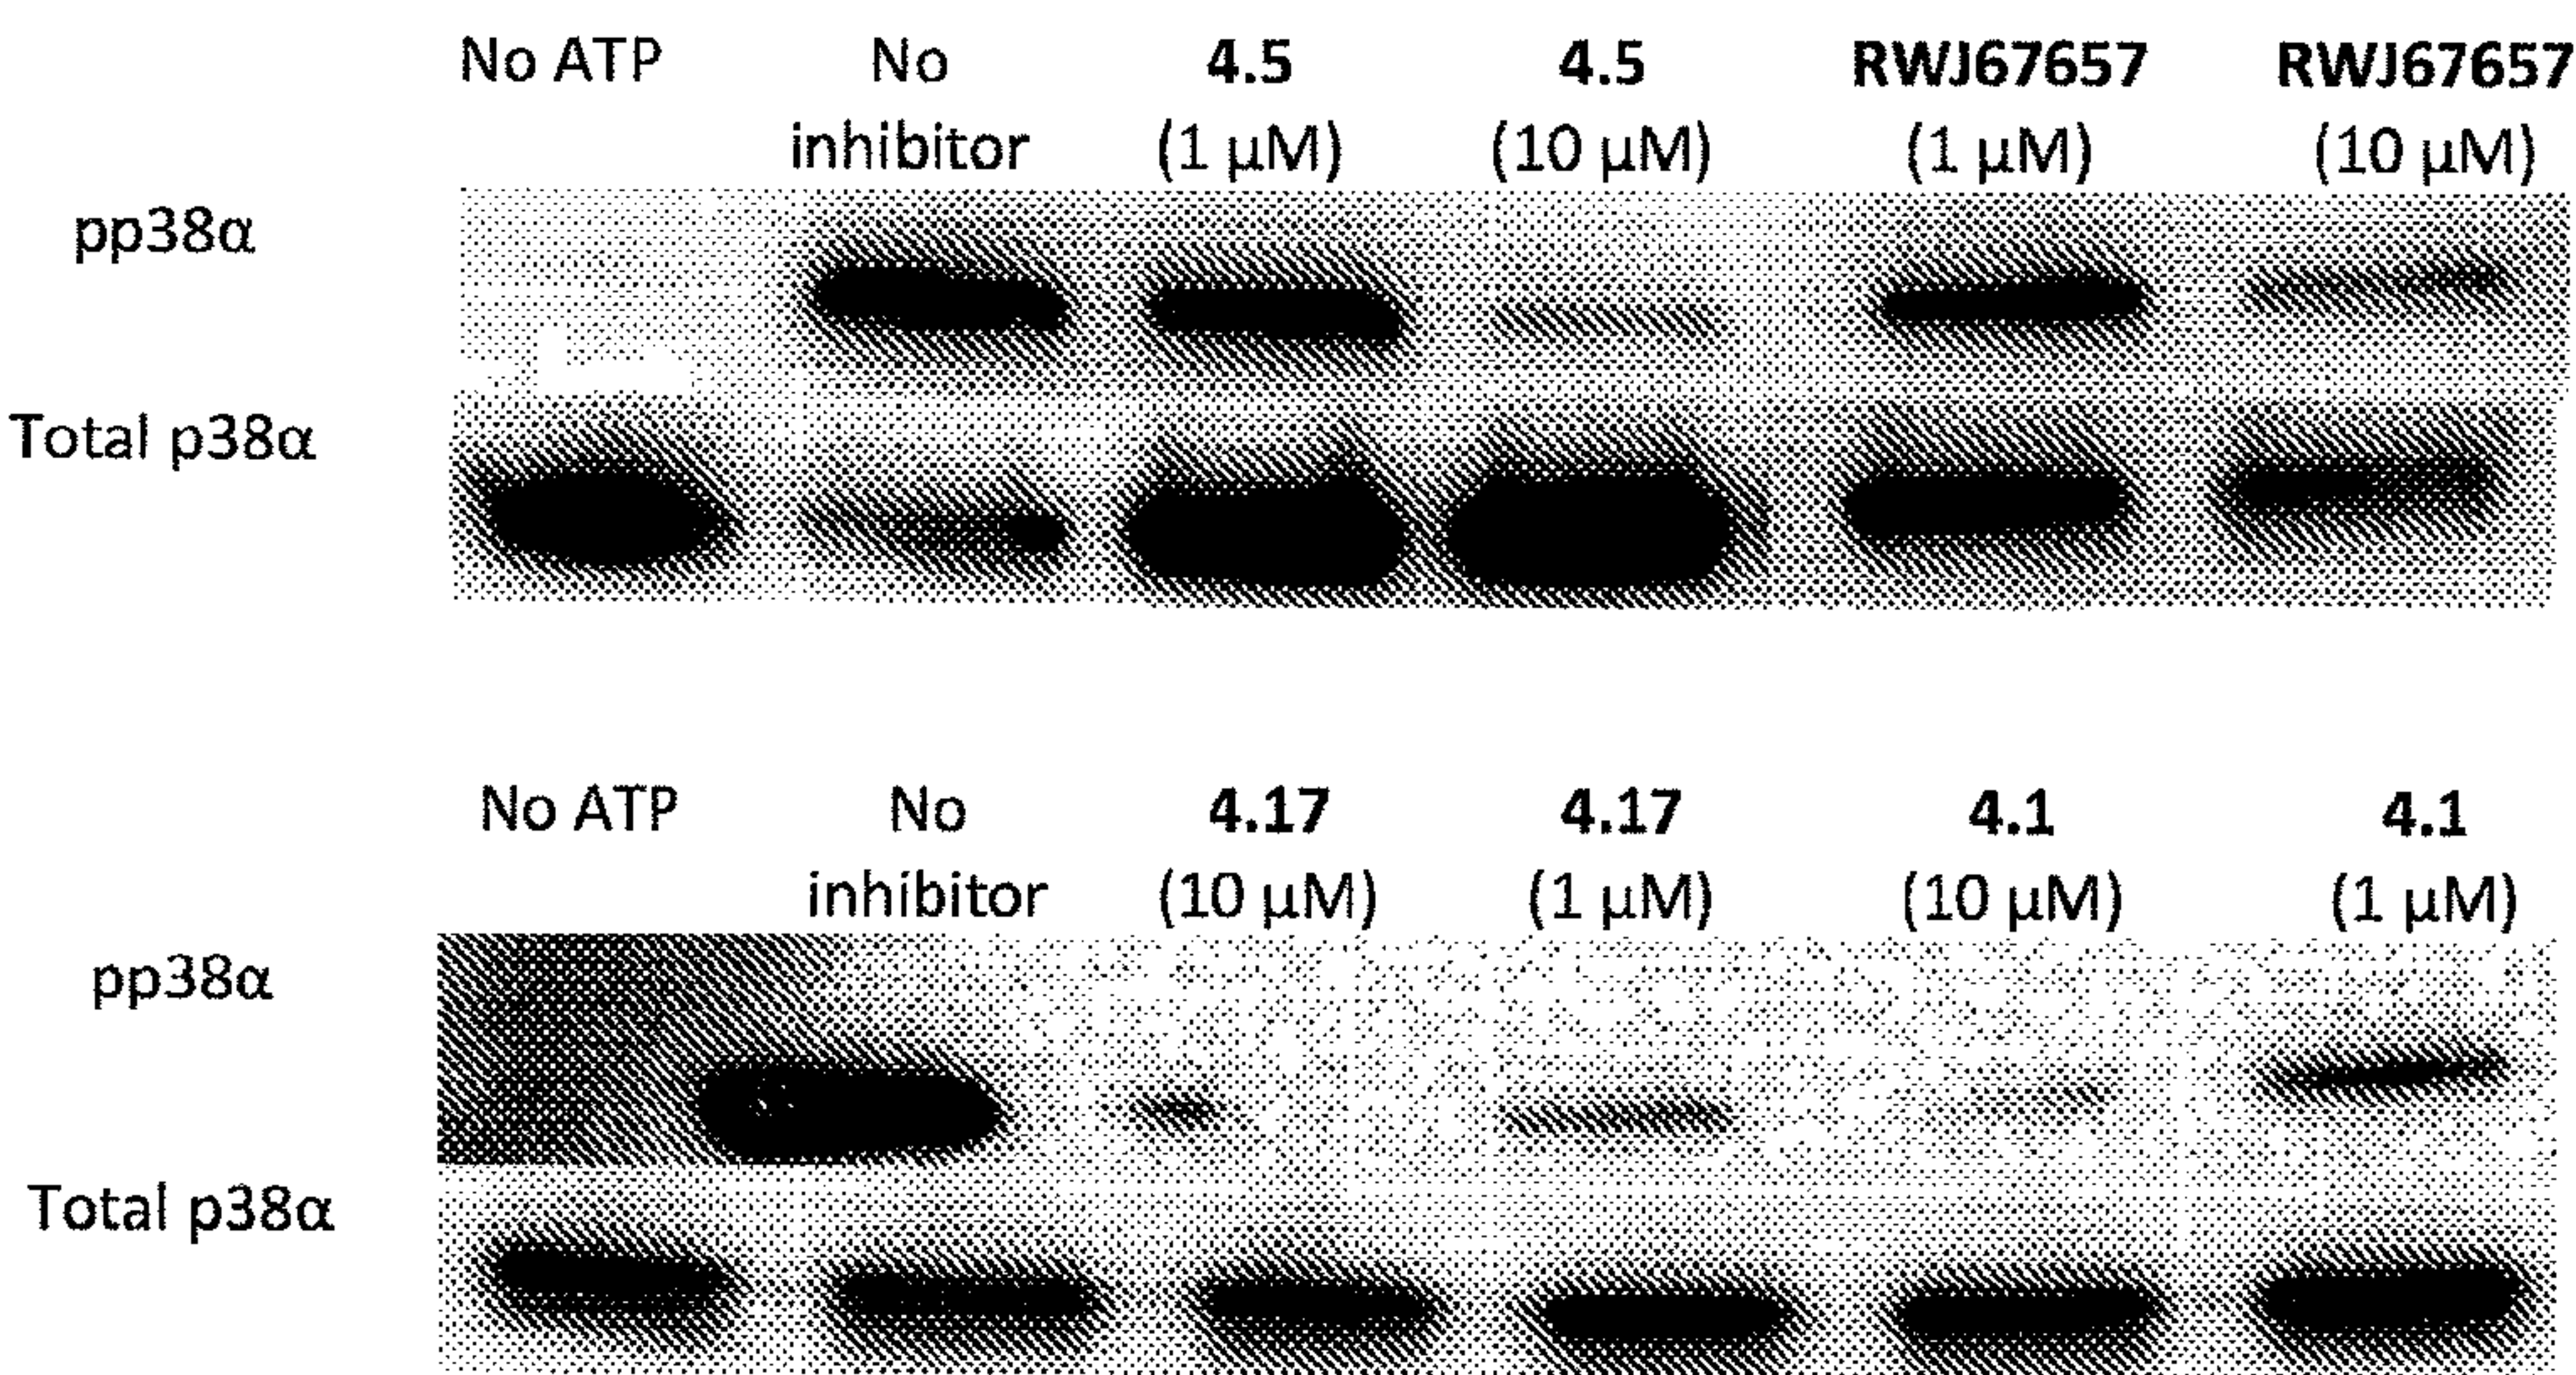 No ATP No 4.5 4.5 RWJ67657 RWJ67657
inhibitor (1 µM) (10 µM) (1 µM) (10 µM)
pp38α
Total p38α
No ATP No 4.17 4.17 4.1 4.1
inhibitor (10 µM) (1 µM) (10 µM) (1 µM)
pp38α
Total p38α